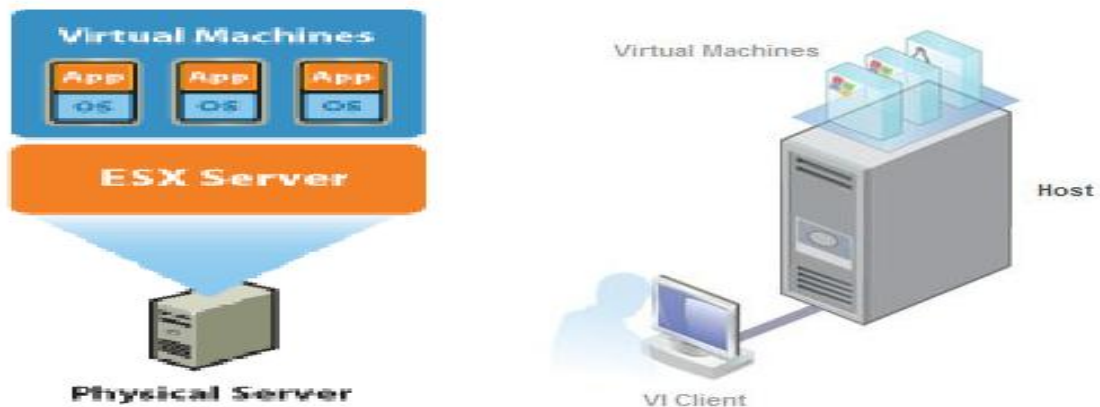 Virtual Machines
App App App
OS OS OS
ESX Server
Physical Server
Virtual Machines
Host
VI Client